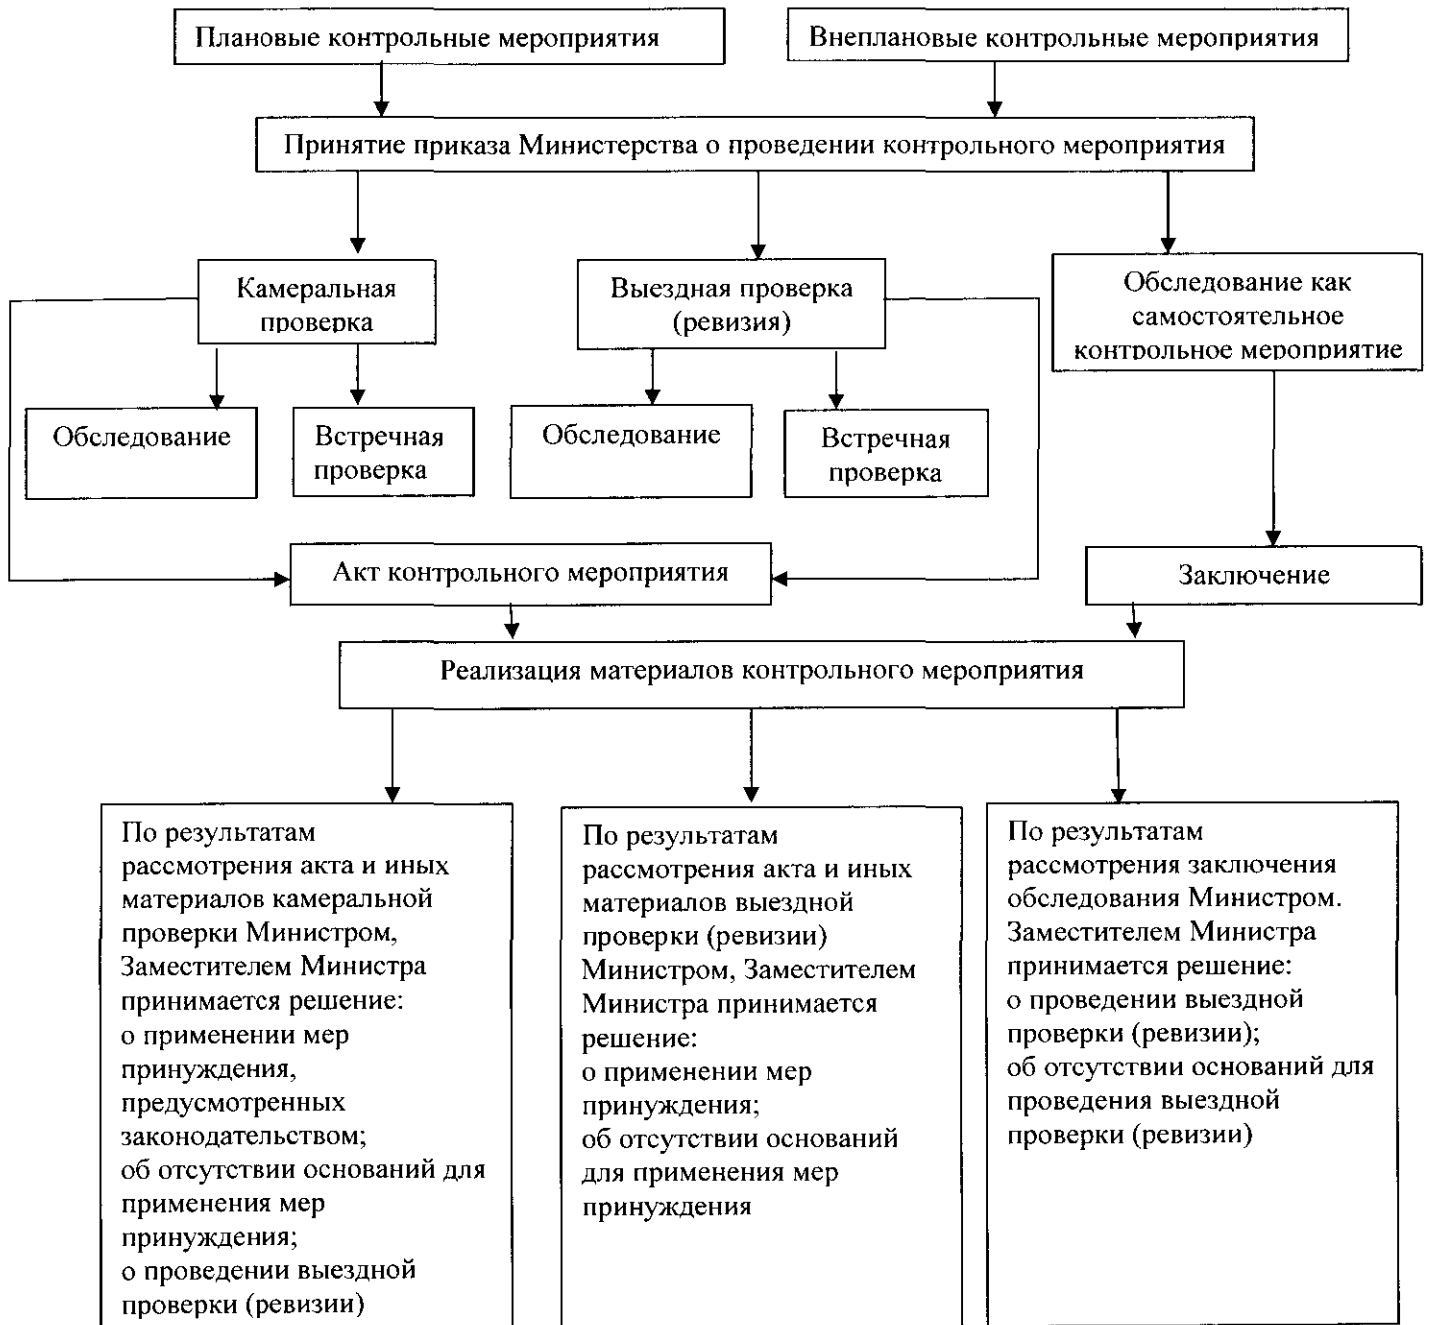 Плановые контрольные мероприятия
Внеплановые контрольные мероприятия
Принятие приказа Министерства о проведении контрольного мероприятия
Камеральная
проверка
Выездная проверка
(ревизия)
Обследование как
самостоятельное
контрольное мероприятие
Обследование
Встречная
проверка
Обследование
Встречная
проверка
Акт контрольного мероприятия
Заключение
Реализация материалов контрольного мероприятия
По результатам
рассмотрения акта и иных
материалов камеральной
проверки Министром,
Заместителем Министра
принимается решение:
о применении мер
принуждения,
предусмотренных
законодательством;
об отсутствии оснований для
применения мер
принуждения;
о проведении выездной
проверки (ревизии)
По результатам
рассмотрения акта и иных
материалов выездной
проверки (ревизии)
Министром, Заместителем
Министра принимается
решение:
о применении мер
принуждения;
об отсутствии оснований
для применения мер
принуждения
По результатам
рассмотрения заключения
обследования Министром.
Заместителем Министра
принимается решение:
о проведении выездной
проверки (ревизии);
об отсутствии оснований для
проведения выездной
проверки (ревизии)